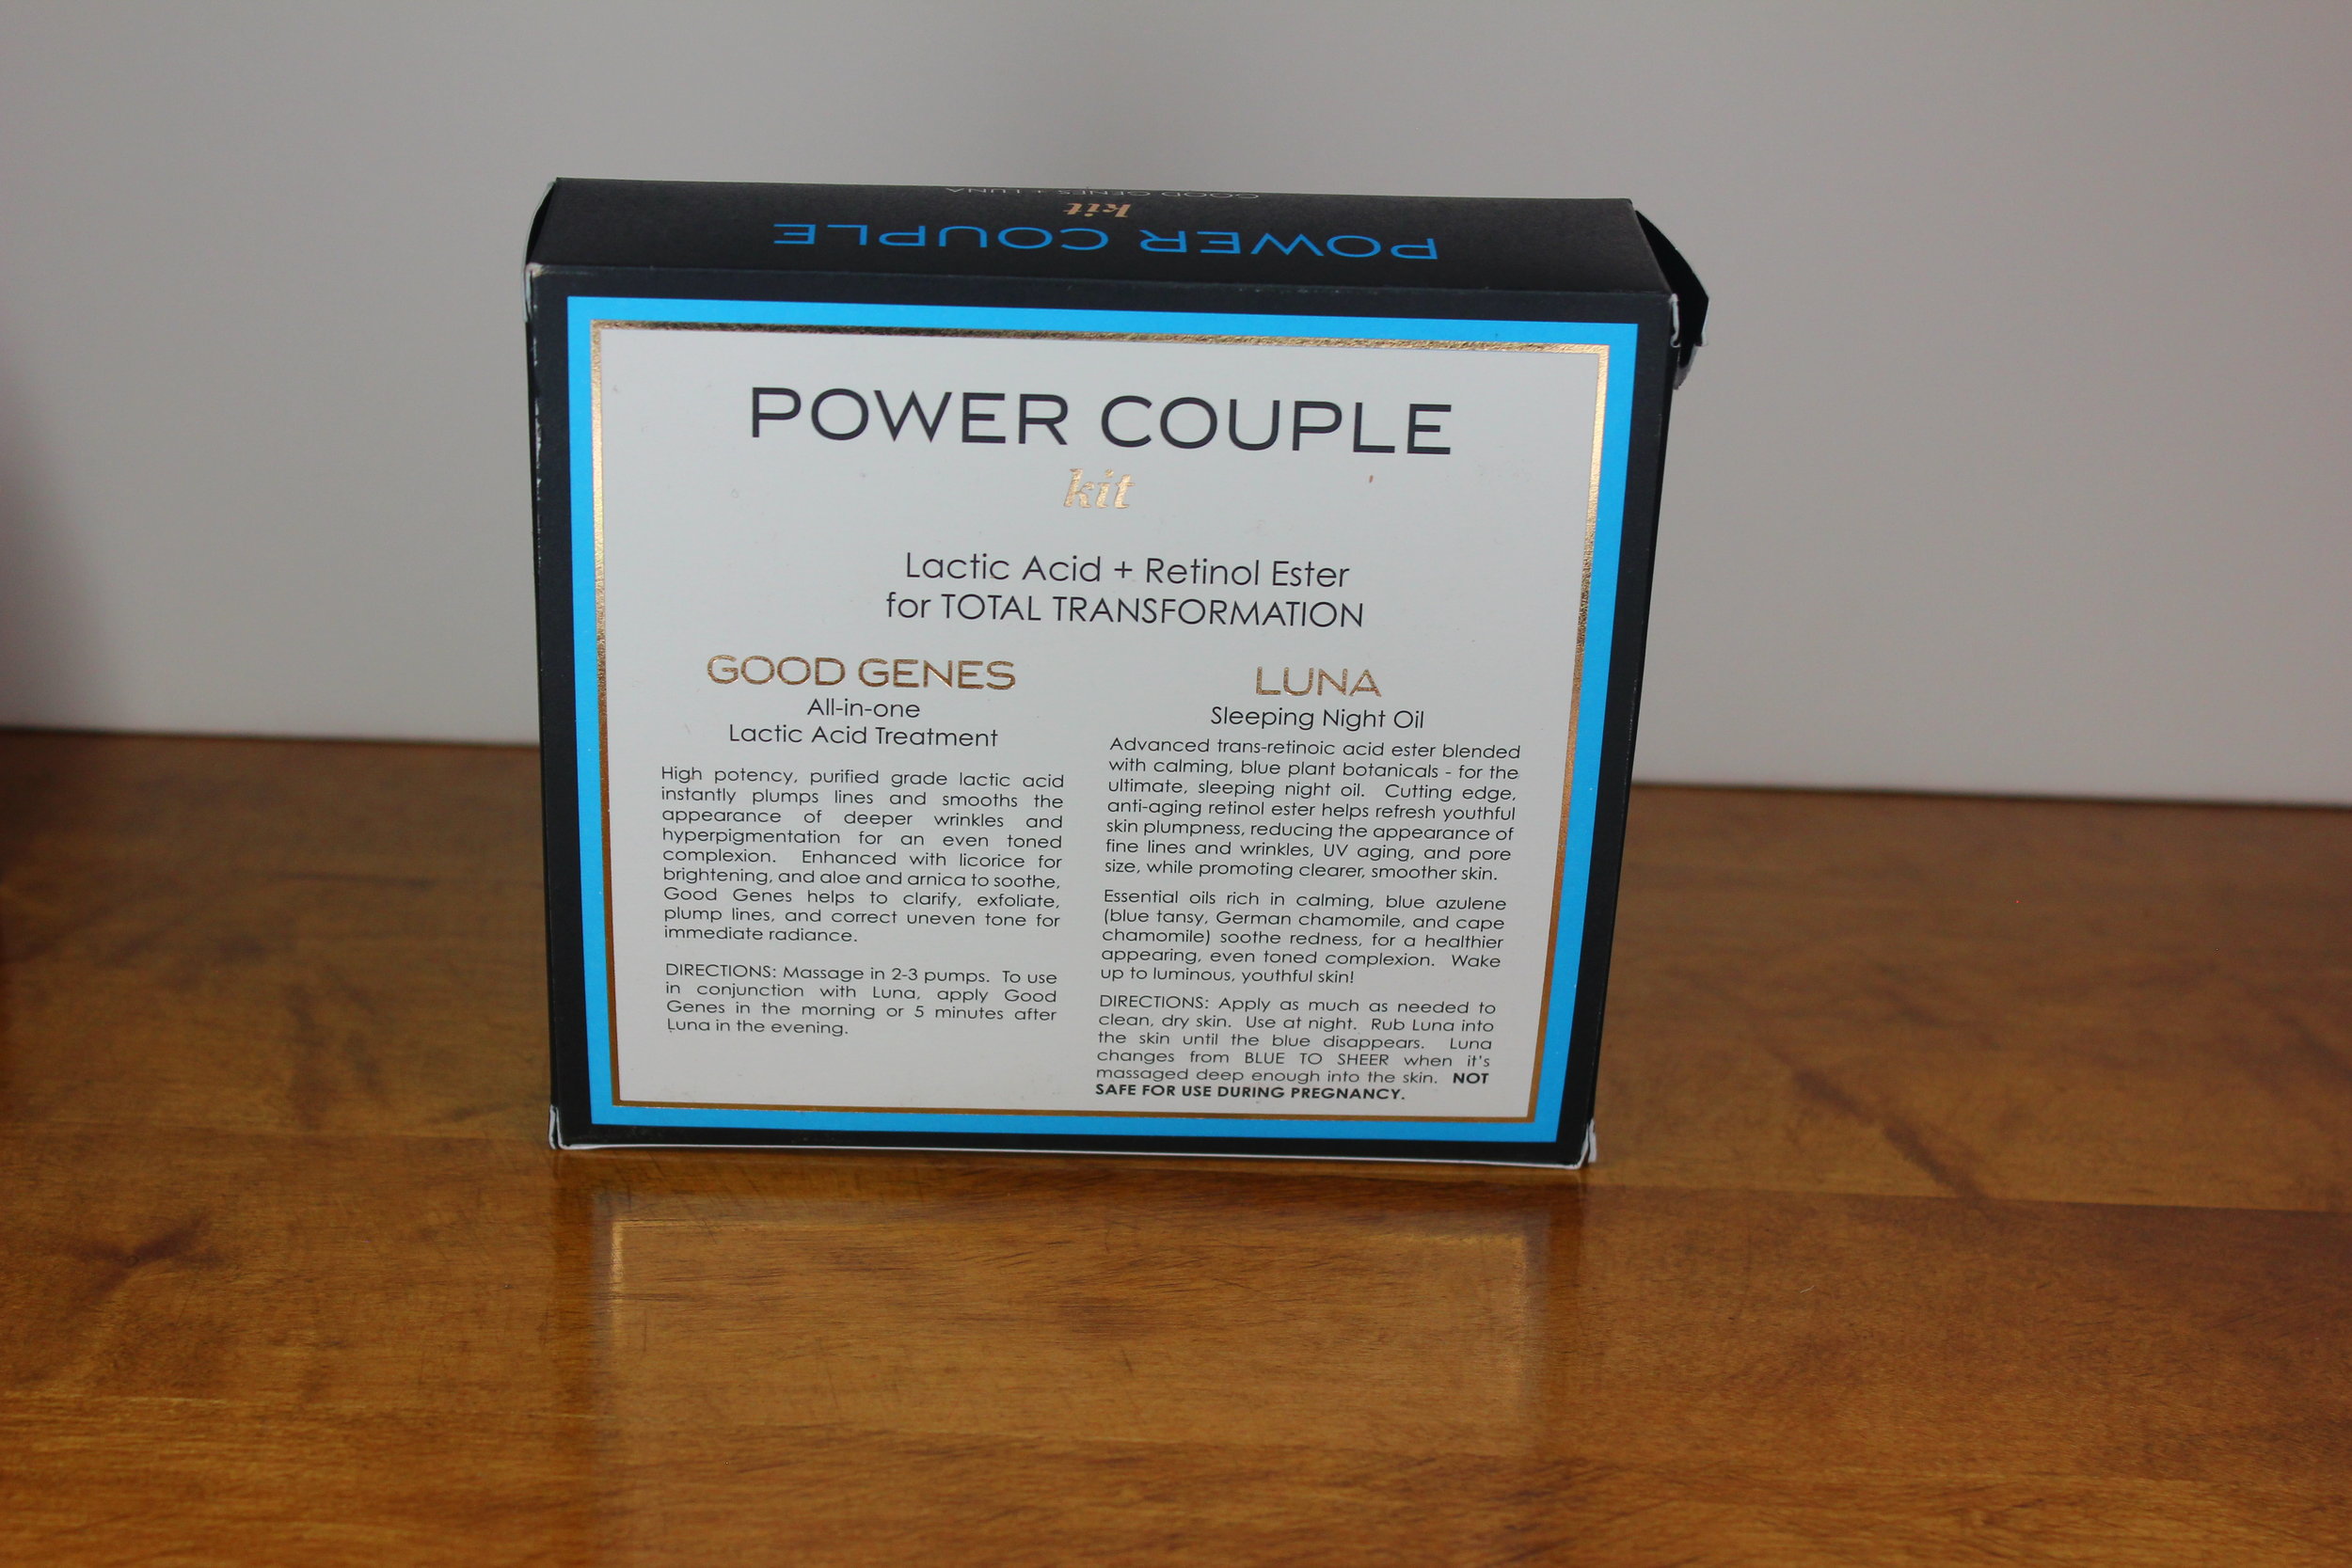 GOOD GENES + LUNA
kit
POWER COUPLE
POWER COUPLE
kit
Lactic Acid + Retinol Ester
for TOTAL TRANSFORMATION
GOOD GENES
All-in-one
Lactic Acid Treatment
High potency, purified grade lactic acid
instantly plumps lines and smooths the
appearance of deeper wrinkles and
hyperpigmentation for an even toned
complexion. Enhanced with licorice for
brightening, and aloe and arnica to soothe,
Good Genes helps to clarify, exfoliate,
plump lines, and correct uneven tone for
immediate radiance.
DIRECTIONS: Massage in 2-3 pumps. To use
in conjunction with Luna, apply Good
Genes in the morning or 5 minutes after
Luna in the evening.
LUNA
Sleeping Night Oil
Advanced trans-retinoic acid ester blended
with calming, blue plant botanicals - for the
ultimate, sleeping night oil. Cutting edge,
anti-aging retinol ester helps refresh youthful
skin plumpness, reducing the appearance of
fine lines and wrinkles, UV aging, and pore
size, while promoting clearer, smoother skin.
Essential oils rich in calming, blue azulene
(blue tansy, German chamomile, and cape
chamomile) soothe redness, for a healthier
appearing, even toned complexion. Wake
up to luminous, youthful skin!
DIRECTIONS: Apply as much as needed to
clean, dry skin. Use at night. Rub Luna into
the skin until the blue disappears. Luna
changes from BLUE TO SHEER when it's
massaged deep enough into the skin. NOT
SAFE FOR USE DURING PREGNANCY.